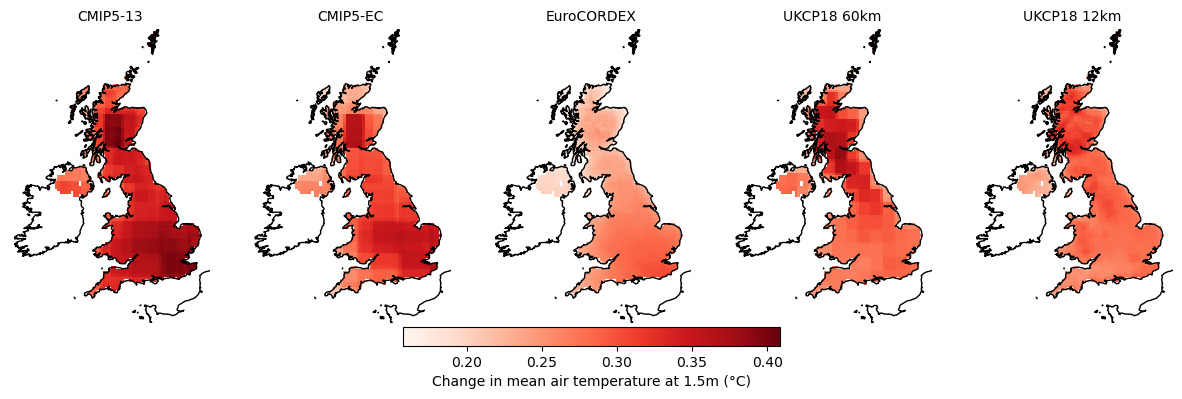 CMIP5-13
CMIP5-EC
EuroCORDEX
UKCP18 60km
UKCP18 12km
0.20 0.25 0.30 0.35 0.40
Change in mean air temperature at 1.5m (°C)